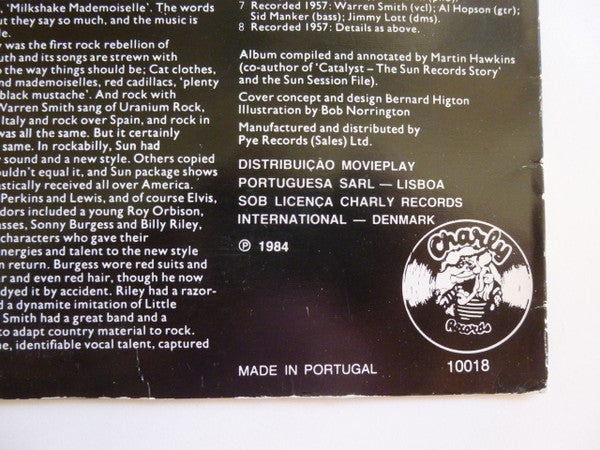 , 'Milkshake Mademoiselle'. The words
ut they say so much, and the music is
le.
y was the first rock rebellion of
uth and its songs are strewn with
o the way things should be; Cat clothes,
nd mademoiselles, red cadillacs, 'plenty
black mustache'. And rock with
Warren Smith sang of Uranium Rock,
Italy and rock over Spain, and rock in
was all the same. But it certainly
same. In rockabilly, Sun had
sound and a new style. Others copied
ouldn't equal it, and Sun package shows
astically received all over America.
Perkins and Lewis, and of course Elvis,
dors included a young Roy Orbison,
asses, Sonny Burgess and Billy Riley,
characters who gave their
nergies and talent to the new style
n return. Burgess wore red suits and
r and even red hair, though he now
dyed it by accident. Riley had a razor-
d a dynamite imitation of Little
Smith had a great band and a
to adapt country material to rock.
ne, identifiable vocal talent, captured
7 Recorded 1957: Warren Smith (vcl); Al Hopson (gtr);
Sid Manker (bass); Jimmy Lott (dms).
8 Recorded 1957: Details as above.
Album compiled and annotated by Martin Hawkins
(co-author of 'Catalyst – The Sun Records Story'
and the Sun Session File).
Cover concept and design Bernard Higton
Illustration by Bob Norrington
Manufactured and distributed by
Pye Records (Sales) Ltd.
DISTRIBUIÇÃO MOVIEPLAY
PORTUGUESA SARL — LISBOA
SOB LICENÇA CHARLY RECORDS
INTERNATIONAL — DENMARK
℗ 1984
Charly
Records
MADE IN PORTUGAL
10018